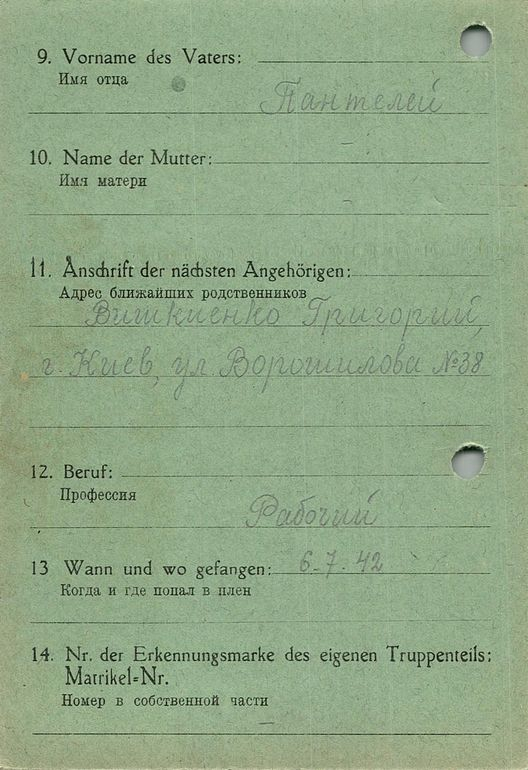 9. Vorname des Vaters:
Имя отца
Пантелей
10. Name der Mutter:
Имя матери
—
11. Anschrift der nächsten Angehörigen:
Адрес ближайших родственников
Вишкиенко Григорий,
г. Киев, ул. Ворошилова №38
12. Beruf:
Профессия
Рабочий
13 Wann und wo gefangen: 6.7.42
Когда и где попал в плен
14. Nr. der Erkennungsmarke des eigenen Truppenteils:
Matrikel=Nr.
Номер в собственной части
—